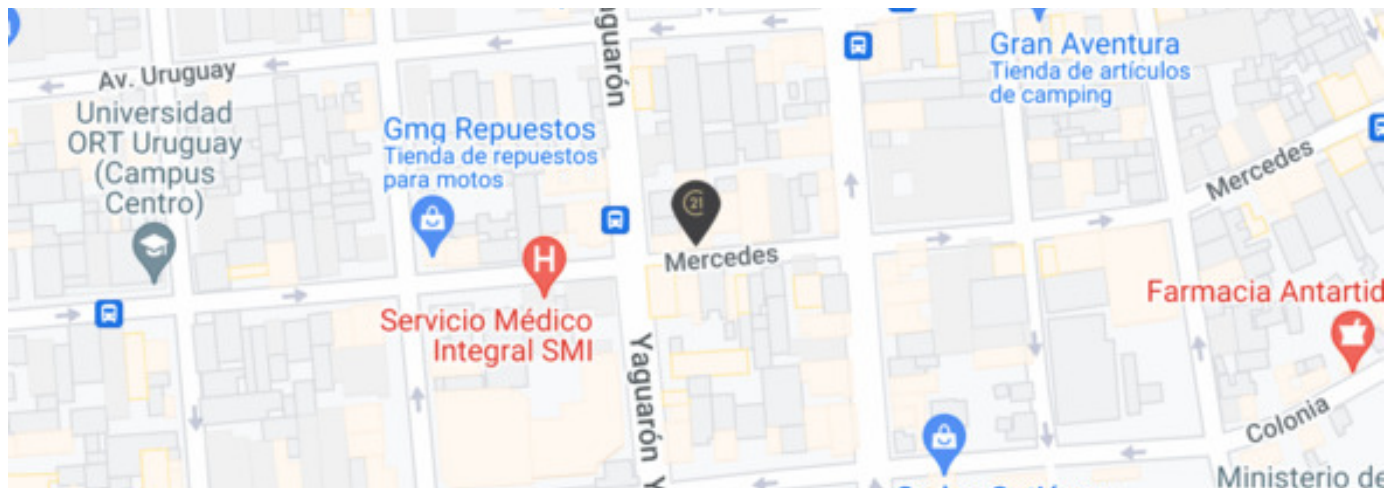 Av. Uruguay
Universidad
ORT Uruguay
(Campus
Centro)
Gmg Repuestos
Tienda de repuestos
para motos
Yaguarón
Gran Aventura
Tienda de artículos
de camping
21
Mercedes
Mercedes
H
Servicio Médico
Integral SMI
Yaguarón
Farmacia Antartid
Colonia
Ministerio de